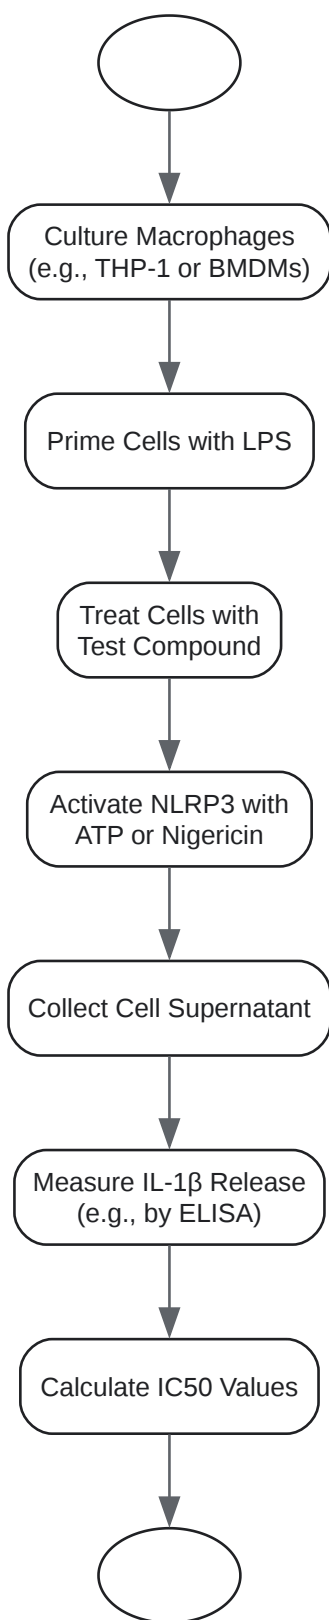 Culture Macrophages
(e.g., THP-1 or BMDMs)
Prime Cells with LPS
Treat Cells with
Test Compound
Activate NLRP3 with
ATP or Nigericin
Collect Cell Supernatant
Measure IL-1β Release
(e.g., by ELISA)
Calculate IC50 Values